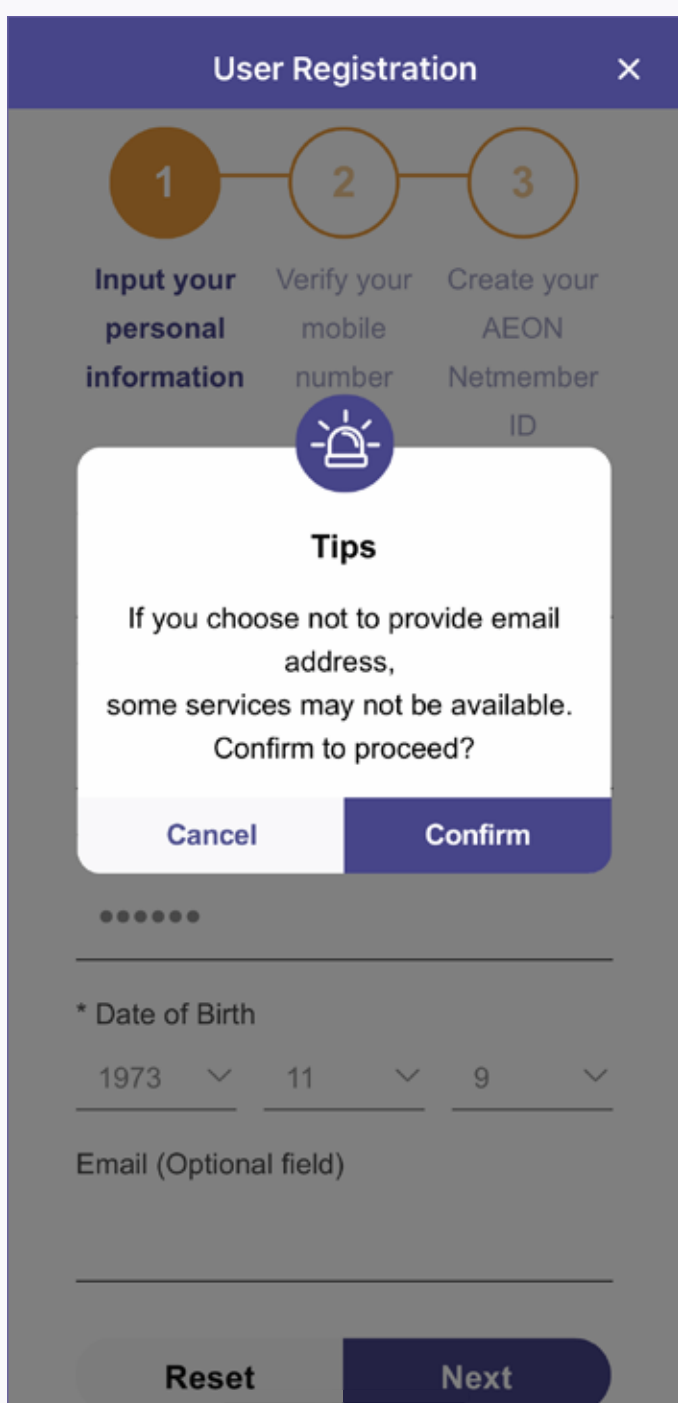 User Registration
1 2 3
Input your personal information
Verify your mobile number
Create your AEON Netmember ID
Tips
If you choose not to provide email
address,
some services may not be available.
Confirm to proceed?
Cancel Confirm
* Date of Birth
1973 11 9
Email (Optional field)
Reset Next